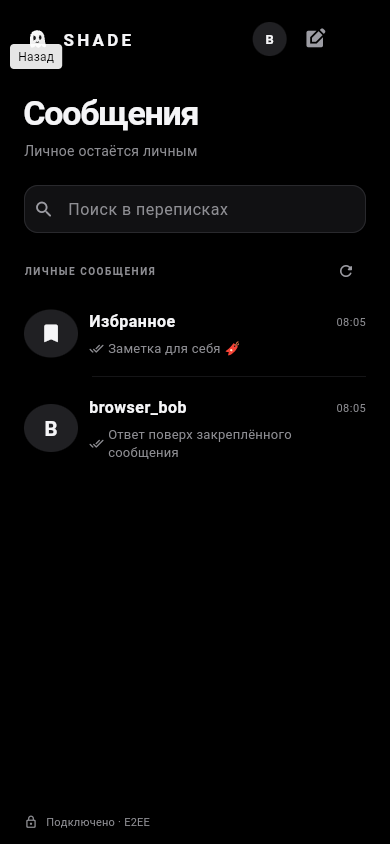 SHADE
B
Назад
Сообщения
Личное остаётся личным
Поиск в переписках
ЛИЧНЫЕ СООБЩЕНИЯ
Избранное 08:05
Заметка для себя 🧨
B
browser_bob 08:05
Ответ поверх закреплённого
сообщения
Подключено · E2EE